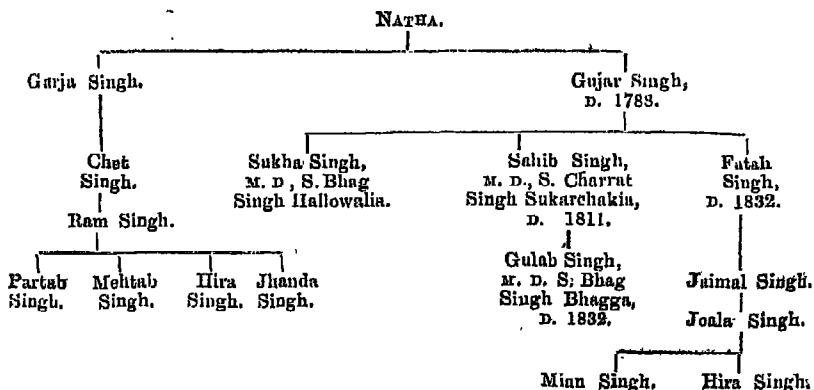 NATHA.
Garja Singh.
Gujar Singh,
D. 1788.
Chet
Singh.
Sukha Singh,
M. D., S. Bhag
Singh Hallowalia.
Sahib Singh,
M. D., S. Charrat
Singh Sukarchakia,
D. 1811.
Fatah
Singh,
D. 1832.
Ram Singh.
Gulab Singh,
M. D. S. Bhag
Singh Bhagga,
D. 1832.
Partab
Singh.
Mehtab
Singh.
Hira
Singh.
Jhanda
Singh.
Jaimal Singh.
Joala Singh.
Mian Singh.
Hira Singh.